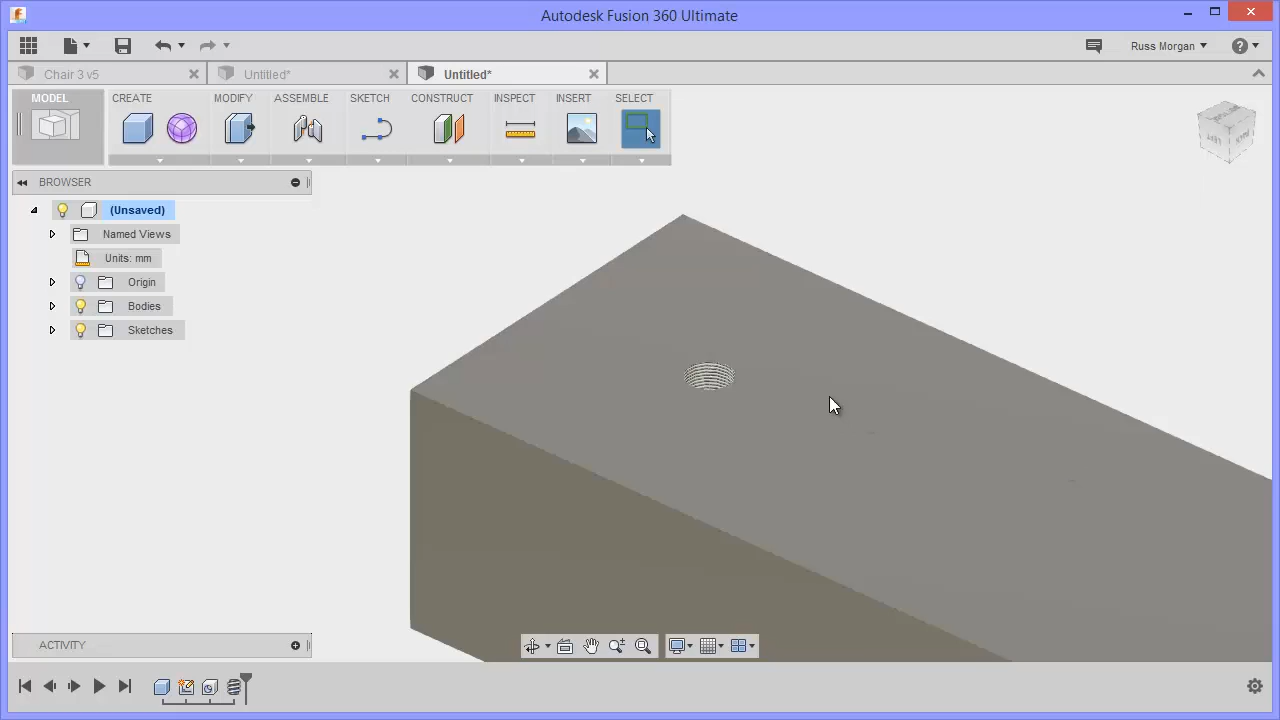 Autodesk Fusion 360 Ultimate
Russ Morgan
Chair 3 v5
Untitled*
Untitled*
MODEL
CREATE
MODIFY
ASSEMBLE
SKETCH
CONSTRUCT
INSPECT
INSERT
SELECT
BROWSER
(Unsaved)
Named Views
Units: mm
Origin
Bodies
Sketches
ACTIVITY